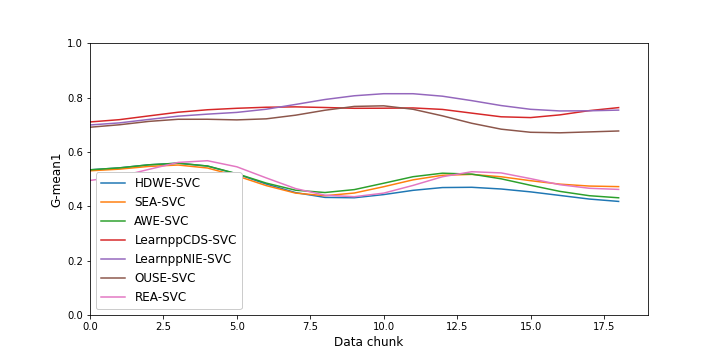 1.0
0.8
0.6
0.4
0.2
0.0
G-mean1
HDWE-SVC
SEA-SVC
AWE-SVC
LearnppCDS-SVC
LearnppNIE-SVC
OUSE-SVC
REA-SVC
0.0 2.5 5.0 7.5 10.0 12.5 15.0 17.5
Data chunk